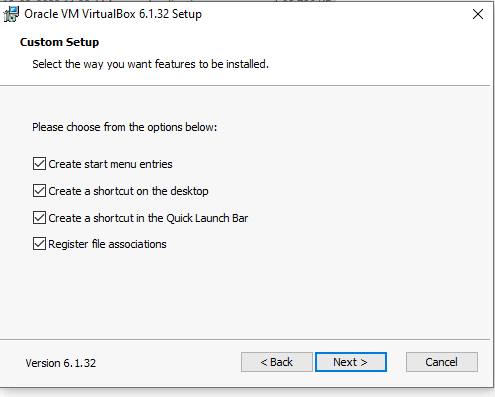 Oracle VM VirtualBox 6.1.32 Setup
Custom Setup
Select the way you want features to be installed.
Please choose from the options below:
Create start menu entries
Create a shortcut on the desktop
Create a shortcut in the Quick Launch Bar
Register file associations
Version 6.1.32
< Back
Next >
Cancel